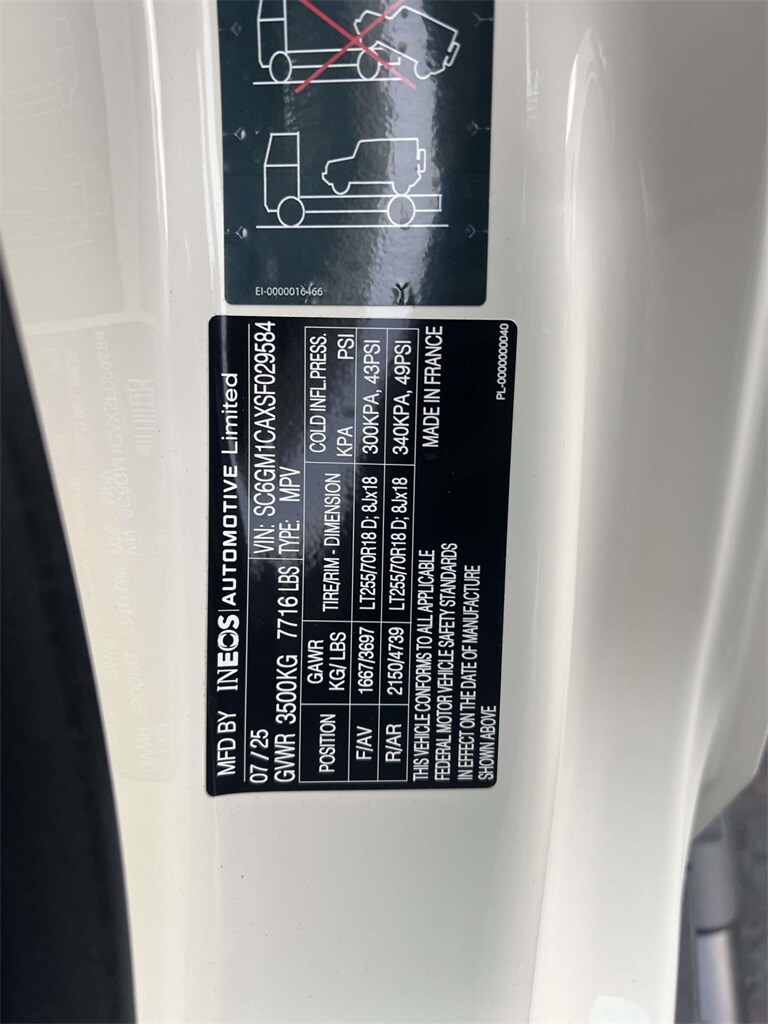 EI-0000016466
MFD BY INEOS | AUTOMOTIVE Limited
07 / 25 VIN: SC6GM1CAXSF029584
GVWR 3500KG 7716 LBS TYPE: MPV
POSITION GAWR KG/ LBS TIRE/RIM - DIMENSION COLD INFL.PRESS. KPA PSI
F/AV 1667/3697 LT255/70R18 D; 8Jx18 300KPA, 43PSI
R/AR 2150/4739 LT255/70R18 D; 8Jx18 340KPA, 49PSI
THIS VEHICLE CONFORMS TO ALL APPLICABLE MADE IN FRANCE
FEDERAL MOTOR VEHICLE SAFETY STANDARDS
IN EFFECT ON THE DATE OF MANUFACTURE
SHOWN ABOVE
PL-0000000040